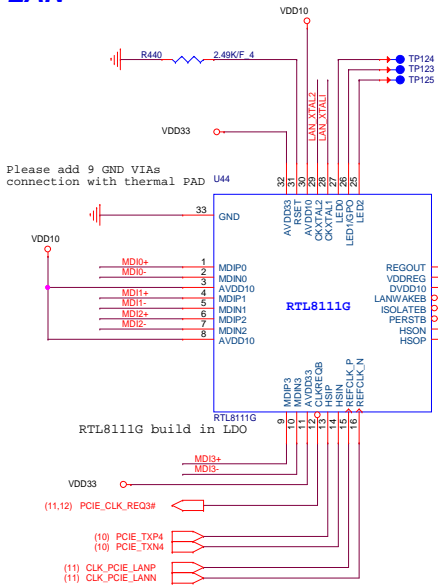 LAN
VDD10
R440 2.49K/F_4
TP124
TP123
TP125
LAN_XTAL2
LAN_XTALI
VDD33
Please add 9 GND VIAs
connection with thermal PAD
U44
32 31 30 29 28 27 26 25
AVDD33 RSET AVDD10 CKXTAL2 CKXTAL1 LED0 LED1/GPO LED2
33 GND
VDD10
MDI0+ 1 MDIP0
MDI0- 2 MDIN0
3 AVDD10
MDI1+ 4 MDIP1
MDI1- 5 MDIN1
MDI2+ 6 MDIP2
MDI2- 7 MDIN2
8 AVDD10
RTL8111G
REGOUT
VDDREG
DVDD10
LANWAKEB
ISOLATEB
PERSTB
HSON
HSOP
MDIP3 MDIN3 AVDD33 CLKREQB HSIP HSIN REFCLK_P REFCLK_N
RTL8111G
9 10 11 12 13 14 15 16
RTL8111G build in LDO
MDI3+
MDI3-
VDD33
(11,12) PCIE_CLK_REQ3#
(10) PCIE_TXP4
(10) PCIE_TXN4
(11) CLK_PCIE_LANP
(11) CLK_PCIE_LANN